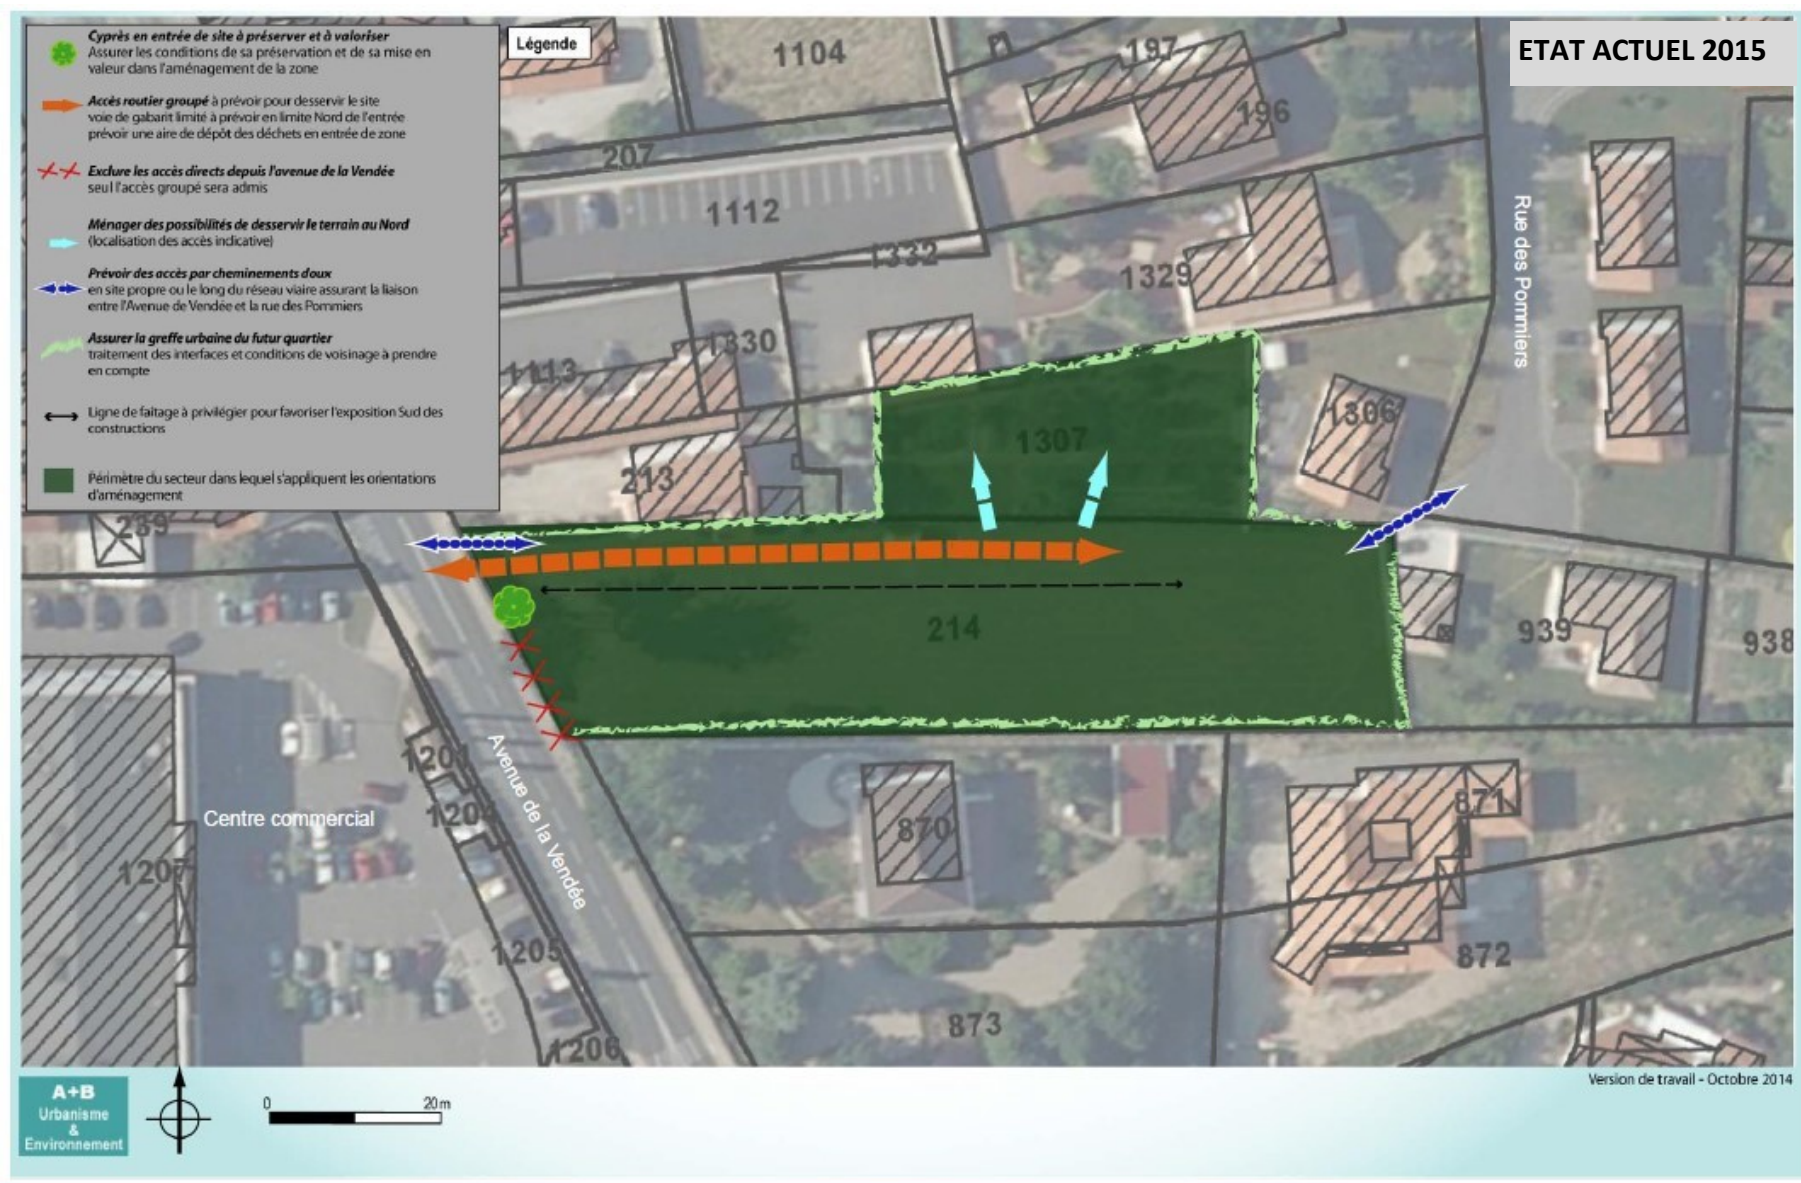 Légende
ETAT ACTUEL 2015
Cyprès en entrée de site à préserver et à valoriser
Assurer les conditions de sa préservation et de sa mise en
valeur dans l'aménagement de la zone
Accès routier groupé à prévoir pour desservir le site
voie de gabarit limité à prévoir en limite Nord de l'entrée
prévoir une aire de dépôt des déchets en entrée de zone
Exclure les accès directs depuis l'avenue de la Vendée
seul l'accès groupé sera admis
Ménager des possibilités de desservir le terrain au Nord
(localisation des accès indicative)
Prévoir des accès par cheminements doux
en site propre ou le long du réseau viaire assurant la liaison
entre l'Avenue de Vendée et la rue des Pommiers
Assurer la greffe urbaine du futur quartier
traitement des interfaces et conditions de voisinage à prendre
en compte
Ligne de faitage à privilégier pour favoriser l'exposition Sud des
constructions
Périmètre du secteur dans lequel s'appliquent les orientations
d'aménagement
1104
197
196
207
1112
1332
1329
Rue des Pommiers
1330
1113
1306
1307
213
239
214
939
938
1201
1204
Avenue de la Vendée
Centre commercial
870
871
1207
1205
872
873
1206
Version de travail - Octobre 2014
A+B
Urbanisme
&
Environnement
0 20m